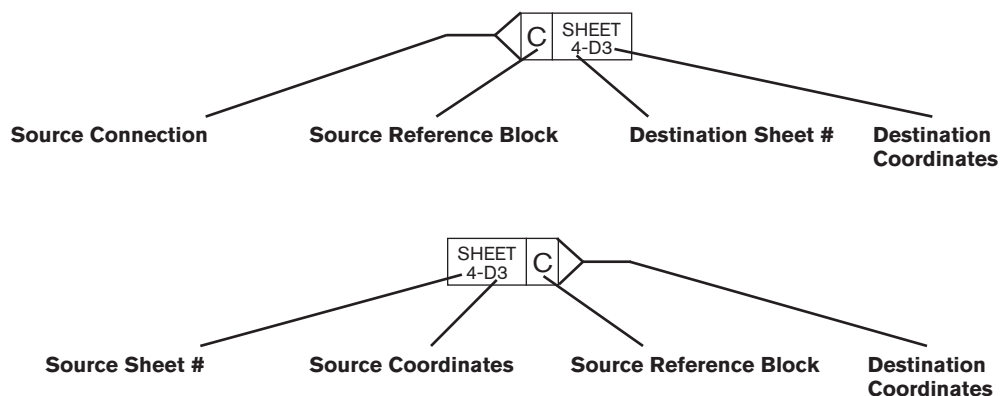 C
SHEET
4-D3
Source Connection
Source Reference Block
Destination Sheet #
Destination
Coordinates
SHEET
4-D3
C
Source Sheet #
Source Coordinates
Source Reference Block
Destination
Coordinates